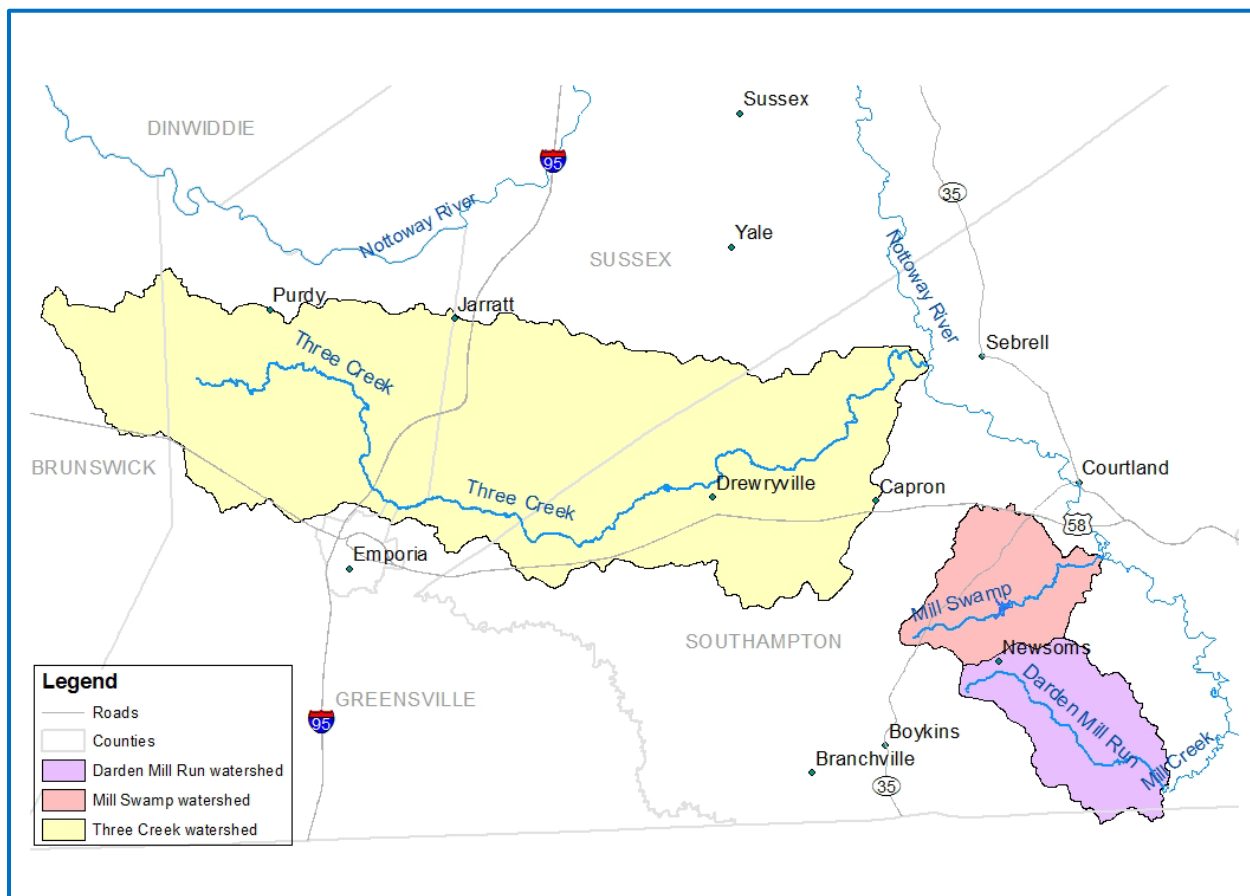 Sussex
DINWIDDIE
95
35
Nottoway River
Yale
SUSSEX
Nottoway River
Purdy
Jarratt
Sebrell
Three Creek
BRUNSWICK
Courtland
Three Creek
Drewryville
Capron
58
Emporia
Mill Swamp
SOUTHAMPTON
Newsoms
Legend
Roads
Counties
Darden Mill Run watershed
Mill Swamp watershed
Three Creek watershed
GREENSVILLE
95
Darden Mill Run
Boykins
Branchville
Mill Creek
35